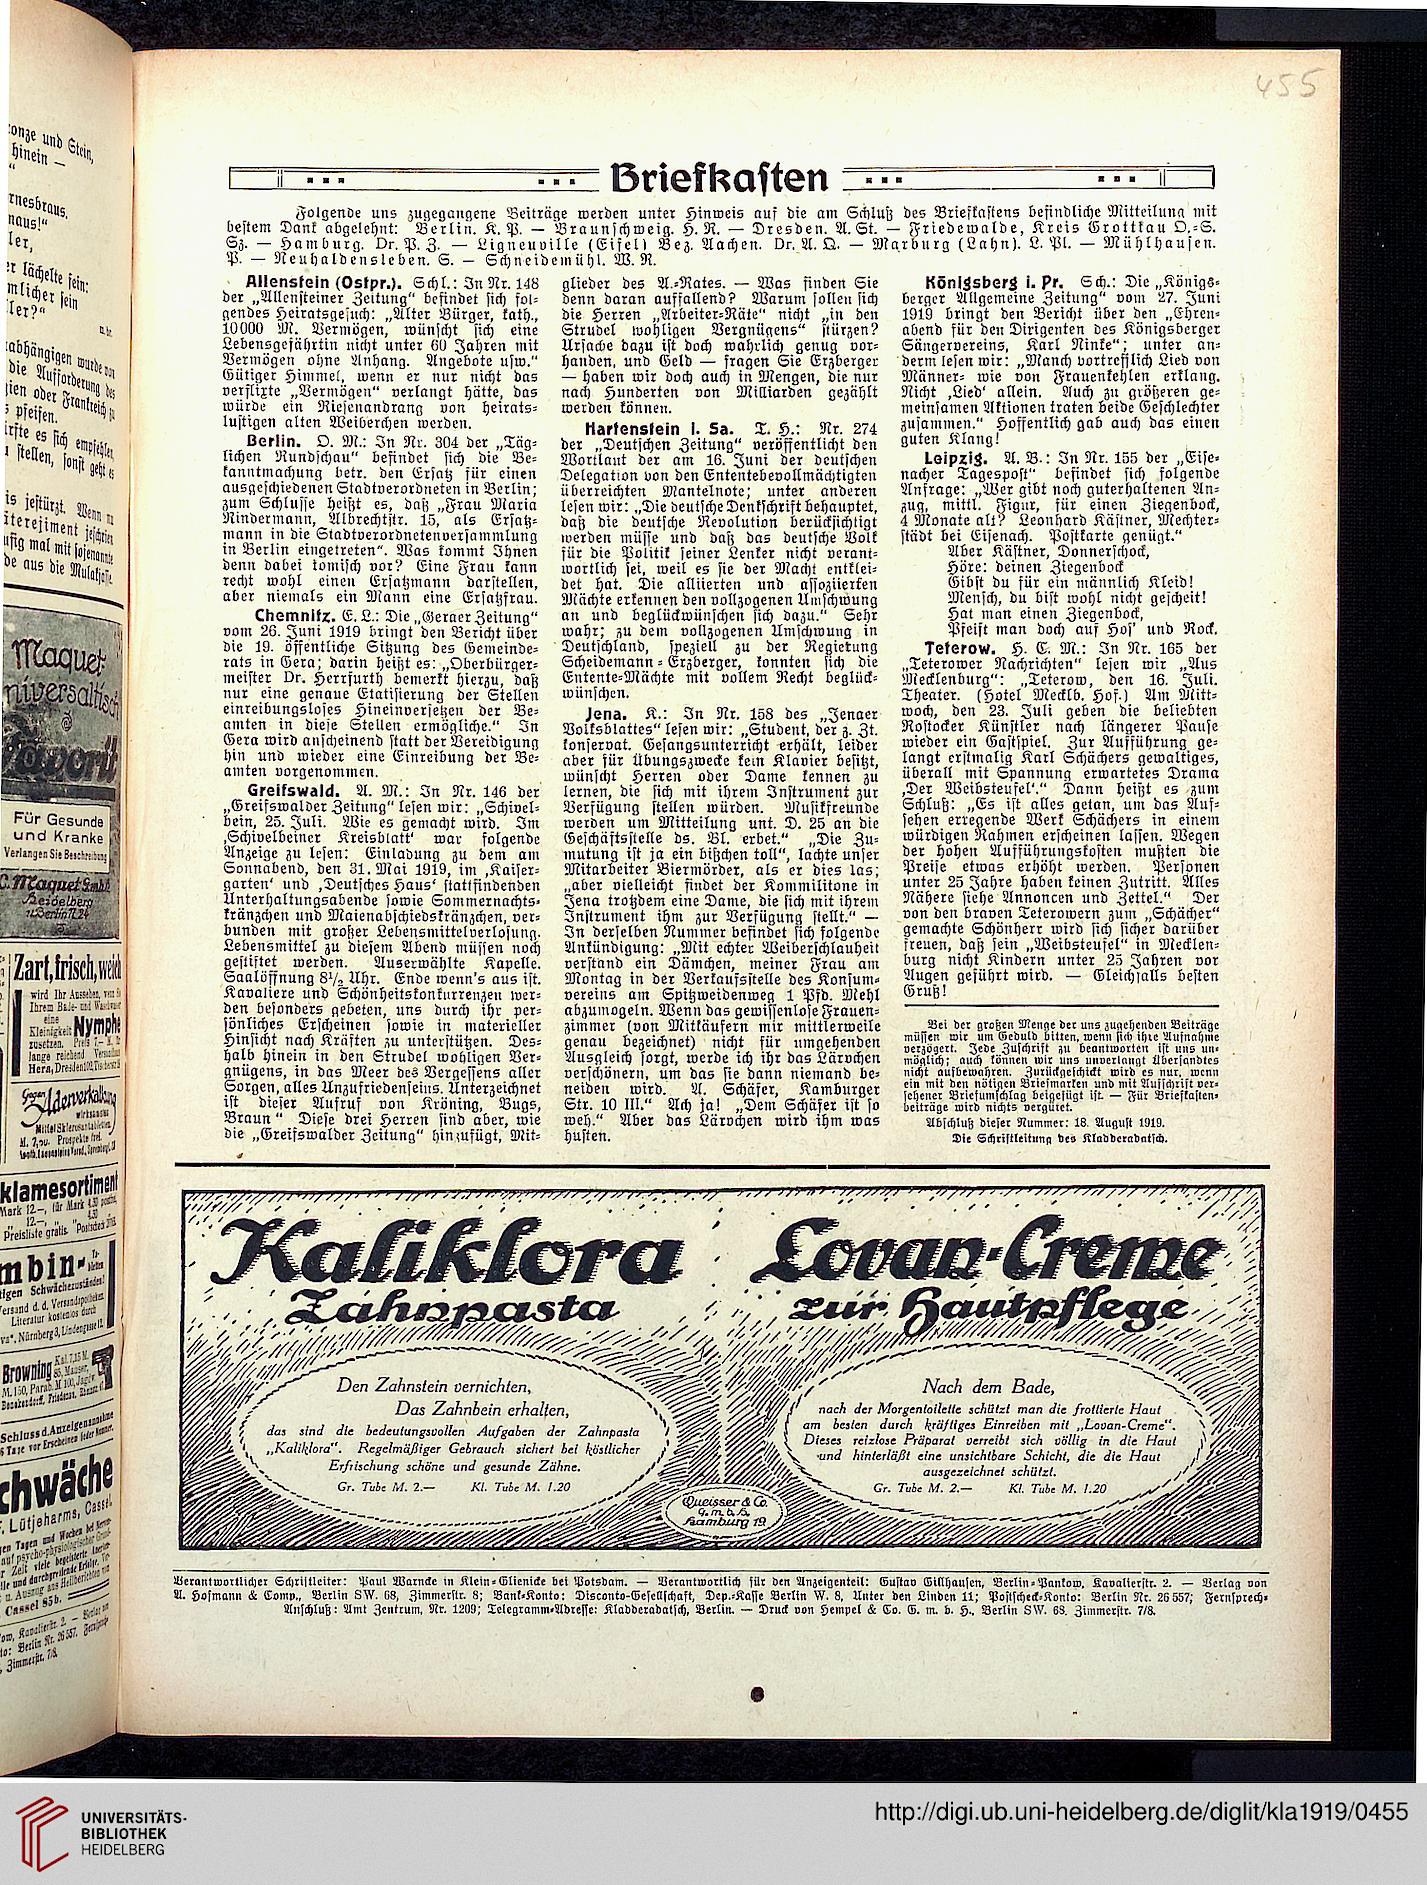 455
Briefkasten
Folgende uns zugegangene Beiträge werden unter Hinweis auf die am Schluß des Briefkastens befindliche Mitteilung mit
bestem Dank abgelehnt: Berlin. K. P. — Braunschweig. H. R. — Dresden. A. St. — Friedewalde, Kreis Grottkau O.-S.
Sz. — Hamburg. Dr. P. Z. — Ligneuville (Eifel) Bez. Aachen. Dr. A. Q. — Marburg (Lahn). L. Pl. — Mühlhausen.
P. — Neuhaldensleben. S. — Schneidemühl. W. R.
Allenstein (Ostpr.). Schl.: In Nr. 148
der „Allensteiner Zeitung“ befindet sich fol-
gendes Heiratsgesuch: „Älter Bürger, kath.,
10000 M. Vermögen, wünscht sich eine
Lebensgefährtin nicht unter 60 Jahren mit
Vermögen ohne Anhang. Angebote usw.“
Gütiger Himmel, wenn er nur nicht das
verflixte „Vermögen“ verlangt hätte, das
würde ein Riesenandrang von heirats-
lustigen alten Weiberchen werden.
Berlin. O. M.: In Nr. 304 der „Täg-
lichen Rundschau“ befindet sich die Be-
kanntmachung betr. den Ersatz für einen
ausgeschiedenen Stadtverordneten in Berlin;
zum Schlusse heißt es, daß „Frau Maria
Rindermann, Albrechtstr. 15, als Ersatz-
mann in die Stadtverordnetenversammlung
in Berlin eingetreten“. Was kommt Ihnen
denn dabei komisch vor? Eine Frau kann
recht wohl einen Ersatzmann darstellen,
aber niemals ein Mann eine Ersatzfrau.
Chemnitz. E. L.: Die „Geraer Zeitung“
vom 26. Juni 1919 bringt den Bericht über
die 19. öffentliche Sitzung des Gemeinde-
rats in Gera; darin heißt es: „Oberbürger-
meister Dr. Herrfurth bemerkt hierzu, daß
nur eine genaue Etatisierung der Stellen
einreibungsloses Hineinversetzen der Be-
amten in diese Stellen ermögliche.“ In
Gera wird anscheinend statt der Vereidigung
hin und wieder eine Einreibung der Be-
amten vorgenommen.
Greifswald. A. M.: In Nr. 146 der
„Greifswalder Zeitung“ lesen wir: „Schivel-
bein, 25. Juli. Wie es gemacht wird. Im
‚Schivelbeiner Kreisblatt‘ war folgende
Anzeige zu lesen: Einladung zu dem am
Sonnabend, den 31. Mai 1919, im ‚Kaiser-
garten‘ und ‚Deutsches Haus‘ stattfindenden
Unterhaltungsabende sowie Sommernachts-
kränzchen und Maienabschiedskränzchen, ver-
bunden mit großer Lebensmittelverlosung.
Lebensmittel zu diesem Abend müssen noch
gestiftet werden. Auserwählte Kapelle.
Saalöffnung 8½ Uhr. Ende wenn's aus ist.
Kavaliere und Schönheitskonkurrenzen wer-
den besonders gebeten, uns durch ihr per-
sönliches Erscheinen sowie in materieller
Hinsicht nach Kräften zu unterstützen. Des-
halb hinein in den Strudel wohligen Ver-
gnügens, in das Meer des Vergessens aller
Sorgen, alles Unzufriedenseins. Unterzeichnet
ist dieser Aufruf von Kröning, Bugs,
Braun“ Diese drei Herren sind aber, wie
die „Greifswalder Zeitung“ hinzufügt, Mit-
glieder des A.-Rates. — Was finden Sie
denn daran auffallend? Warum sollen sich
die Herren „Arbeiter-Räte“ nicht „in den
Strudel wohligen Vergnügens“ stürzen?
Ursache dazu ist doch wahrlich genug vor-
handen, und Geld — fragen Sie Erzberger
— haben wir doch auch in Mengen, die nur
nach Hunderten von Milliarden gezählt
werden können.
Hartenstein i. Sa. T. H.: Nr. 274
der „Deutschen Zeitung“ veröffentlicht den
Wortlaut der am 16. Juni der deutschen
Delegation von den Ententebevollmächtigten
überreichten Mantelnote; unter anderen
lesen wir: „Die deutsche Denkschrift behauptet,
daß die deutsche Revolution berücksichtigt
werden müsse und daß das deutsche Volk
für die Politik seiner Lenker nicht verant-
wortlich sei, weil es sie der Macht entklei-
det hat. Die alliierten und assoziierten
Mächte erkennen den vollzogenen Umschwung
an und beglückwünschen sich dazu.“ Sehr
wahr; zu dem vollzogenen Umschwung in
Deutschland, speziell zu der Regierung
Scheidemann-Erzberger, konnten sich die
Entente-Mächte mit vollem Recht beglück-
wünschen.
Jena. K.: In Nr. 158 des „Jenaer
Volksblattes“ lesen wir: „Student, der z. Zt.
konservat. Gesangsunterricht erhält, leider
aber für Übungszwecke kein Klavier besitzt,
wünscht Herren oder Dame kennen zu
lernen, die sich mit ihrem Instrument zur
Verfügung stellen würden. Musikfreunde
werden um Mitteilung unt. D. 25 an die
Geschäftsstelle ds. Bl. erbet.“ „Die Zu-
mutung ist ja ein bißchen toll“, lachte unser
Mitarbeiter Biermörder, als er dies las;
„aber vielleicht findet der Kommilitone in
Jena trotzdem eine Dame, die sich mit ihrem
Instrument ihm zur Verfügung stellt.“ —
In derselben Nummer befindet sich folgende
Ankündigung: „Mit echter Weiberschlauheit
verstand ein Dämchen, meiner Frau am
Montag in der Verkaufsstelle des Konsum-
vereins am Spitzweidenweg 1 Pfd. Mehl
abzumogeln. Wenn das gewissenlose Frauen-
zimmer (von Mitkäufern mir mittlerweile
genau bezeichnet) nicht für umgehenden
Ausgleich sorgt, werde ich ihr das Lärvchen
verschönern, um das sie dann niemand be-
neiden wird. A. Schäfer, Kamburger
Str. 10 III.“ Ach ja! „Dem Schäfer ist so
weh.“ Aber das Lärvchen wird ihm was
husten.
Königsberg i. Pr. Sch.: Die „Königs-
berger Allgemeine Zeitung“ vom 27. Juni
1919 bringt den Bericht über den „Ehren-
abend für den Dirigenten des Königsberger
Sängervereins, Karl Ninke“; unter an-
derm lesen wir: „Manch vortrefflich Lied von
Männer- wie von Frauenkehlen erklang.
Nicht ‚Lied‘ allein. Auch zu größeren ge-
meinsamen Aktionen traten beide Geschlechter
zusammen.“ Hoffentlich gab auch das einen
guten Klang!
Leipzig. A. B.: In Nr. 155 der „Eise-
nacher Tagespost“ befindet sich folgende
Anfrage: „Wer gibt noch guterhaltenen An-
zug, mittl. Figur, für einen Ziegenbock,
4 Monate alt? Leonhard Kästner, Mechter-
städt bei Eisenach. Postkarte genügt.“
Aber Kästner, Donnerschock,
Höre: deinen Ziegenbock
Gibst du für ein männlich Kleid!
Mensch, du bist wohl nicht gescheit!
Hat man einen Ziegenbock,
Pfeift man doch auf Hos' und Rock.
Teterow. H. C. M.: In Nr. 165 der
„Teterower Nachrichten“ lesen wir „Aus
Mecklenburg“: „Teterow, den 16. Juli.
Theater. (Hotel Mecklb. Hof.) Am Mitt-
woch, den 23. Juli geben die beliebten
Rostocker Künstler nach längerer Pause
wieder ein Gastspiel. Zur Aufführung ge-
langt erstmalig Karl Schächers gewaltiges,
überall mit Spannung erwartetes Drama
‚Der Weibsteufel‘.“ Dann heißt es zum
Schluß: „Es ist alles getan, um das Auf-
sehen erregende Werk Schächers in einem
würdigen Rahmen erscheinen lassen. Wegen
der hohen Aufführungskosten mußten die
Preise etwas erhöht werden. Personen
unter 25 Jahre haben keinen Zutritt. Alles
Nähere siehe Annoncen und Zettel.“ Der
von den braven Teterowern zum „Schächer“
gemachte Schönherr wird sich sicher darüber
freuen, daß sein „Weibsteufel“ in Mecklen-
burg nicht Kindern unter 25 Jahren vor
Augen geführt wird. — Gleichfalls besten
Gruß!
Bei der großen Menge der uns zugehenden Beiträge
müssen wir um Geduld bitten, wenn sich ihre Aufnahme
verzögert. Jede Zuschrift zu beantworten ist uns un-
möglich; auch können wir uns unverlangt Übersandtes
nicht aufbewahren. Zurückgeschickt wird es nur, wenn
ein mit den nötigen Briefmarken und mit Aufschrift ver-
sehener Briefumschlag beigefügt ist. — Für Briefkasten-
beiträge wird nichts vergütet.
Abschluß dieser Nummer: 18. August 1919.
Die Schriftleitung des Kladderadatsch.
Kaliklora
Zahnpasta
Den Zahnstein vernichten,
Das Zahnbein erhalten,
das sind die bedeutungsvollen Aufgaben der Zahnpasta
„Kaliklora“. Regelmäßiger Gebrauch sichert bei köstlicher
Erfrischung schöne und gesunde Zähne.
Gr. Tube M. 2.— Kl. Tube M. 1.20
Lovan-Creme
zur Hautpflege
Nach dem Bade,
nach der Morgentoilette schützt man die frottierte Haut
am besten durch kräftiges Einreiben mit „Lovan-Creme“.
Dieses reizlose Präparat verreibt sich völlig in die Haut
und hinterläßt eine unsichtbare Schicht, die die Haut
ausgezeichnet schützt.
Gr. Tube M. 2.— Kl. Tube M. 1.20
Queisser & Co.
G.m.b.H.
Hamburg 19
Verantwortlicher Schriftleiter: Paul Warncke in Klein-Glienicke bei Potsdam. — Verantwortlich für den Anzeigenteil: Gustav Gillhausen, Berlin-Pankow, Kavalierstr. 2. — Verlag von
A. Hofmann & Comp., Berlin SW. 68, Zimmerstr. 8; Bank-Konto: Disconto-Gesellschaft, Dep.-Kasse Berlin W. 8, Unter den Linden 11; Postscheck-Konto: Berlin Nr. 26 557; Fernsprech-
Anschluß: Amt Zentrum, Nr. 1209; Telegramm-Adresse: Kladderadatsch, Berlin. — Druck von Hempel & Co. G. m. b. H., Berlin SW. 68. Zimmerstr. 7/8.
und Stein,
hinein —
lächelte fein:
Maquet
Für Gesunde
und Kranke
Verlangen Sie Beschreibung
C. Maquet G.m.b.H.
Heidelberg
u. Berlin 24
Zart, frisch, weich
wird Ihr Aussehen, wenn
Nymphe
Hera, Dresden
Gegen
Aderverkalkung
Browning
chwäche
UNIVERSITÄTS-
BIBLIOTHEK
HEIDELBERG
http://digi.ub.uni-heidelberg.de/diglit/kla1919/0455